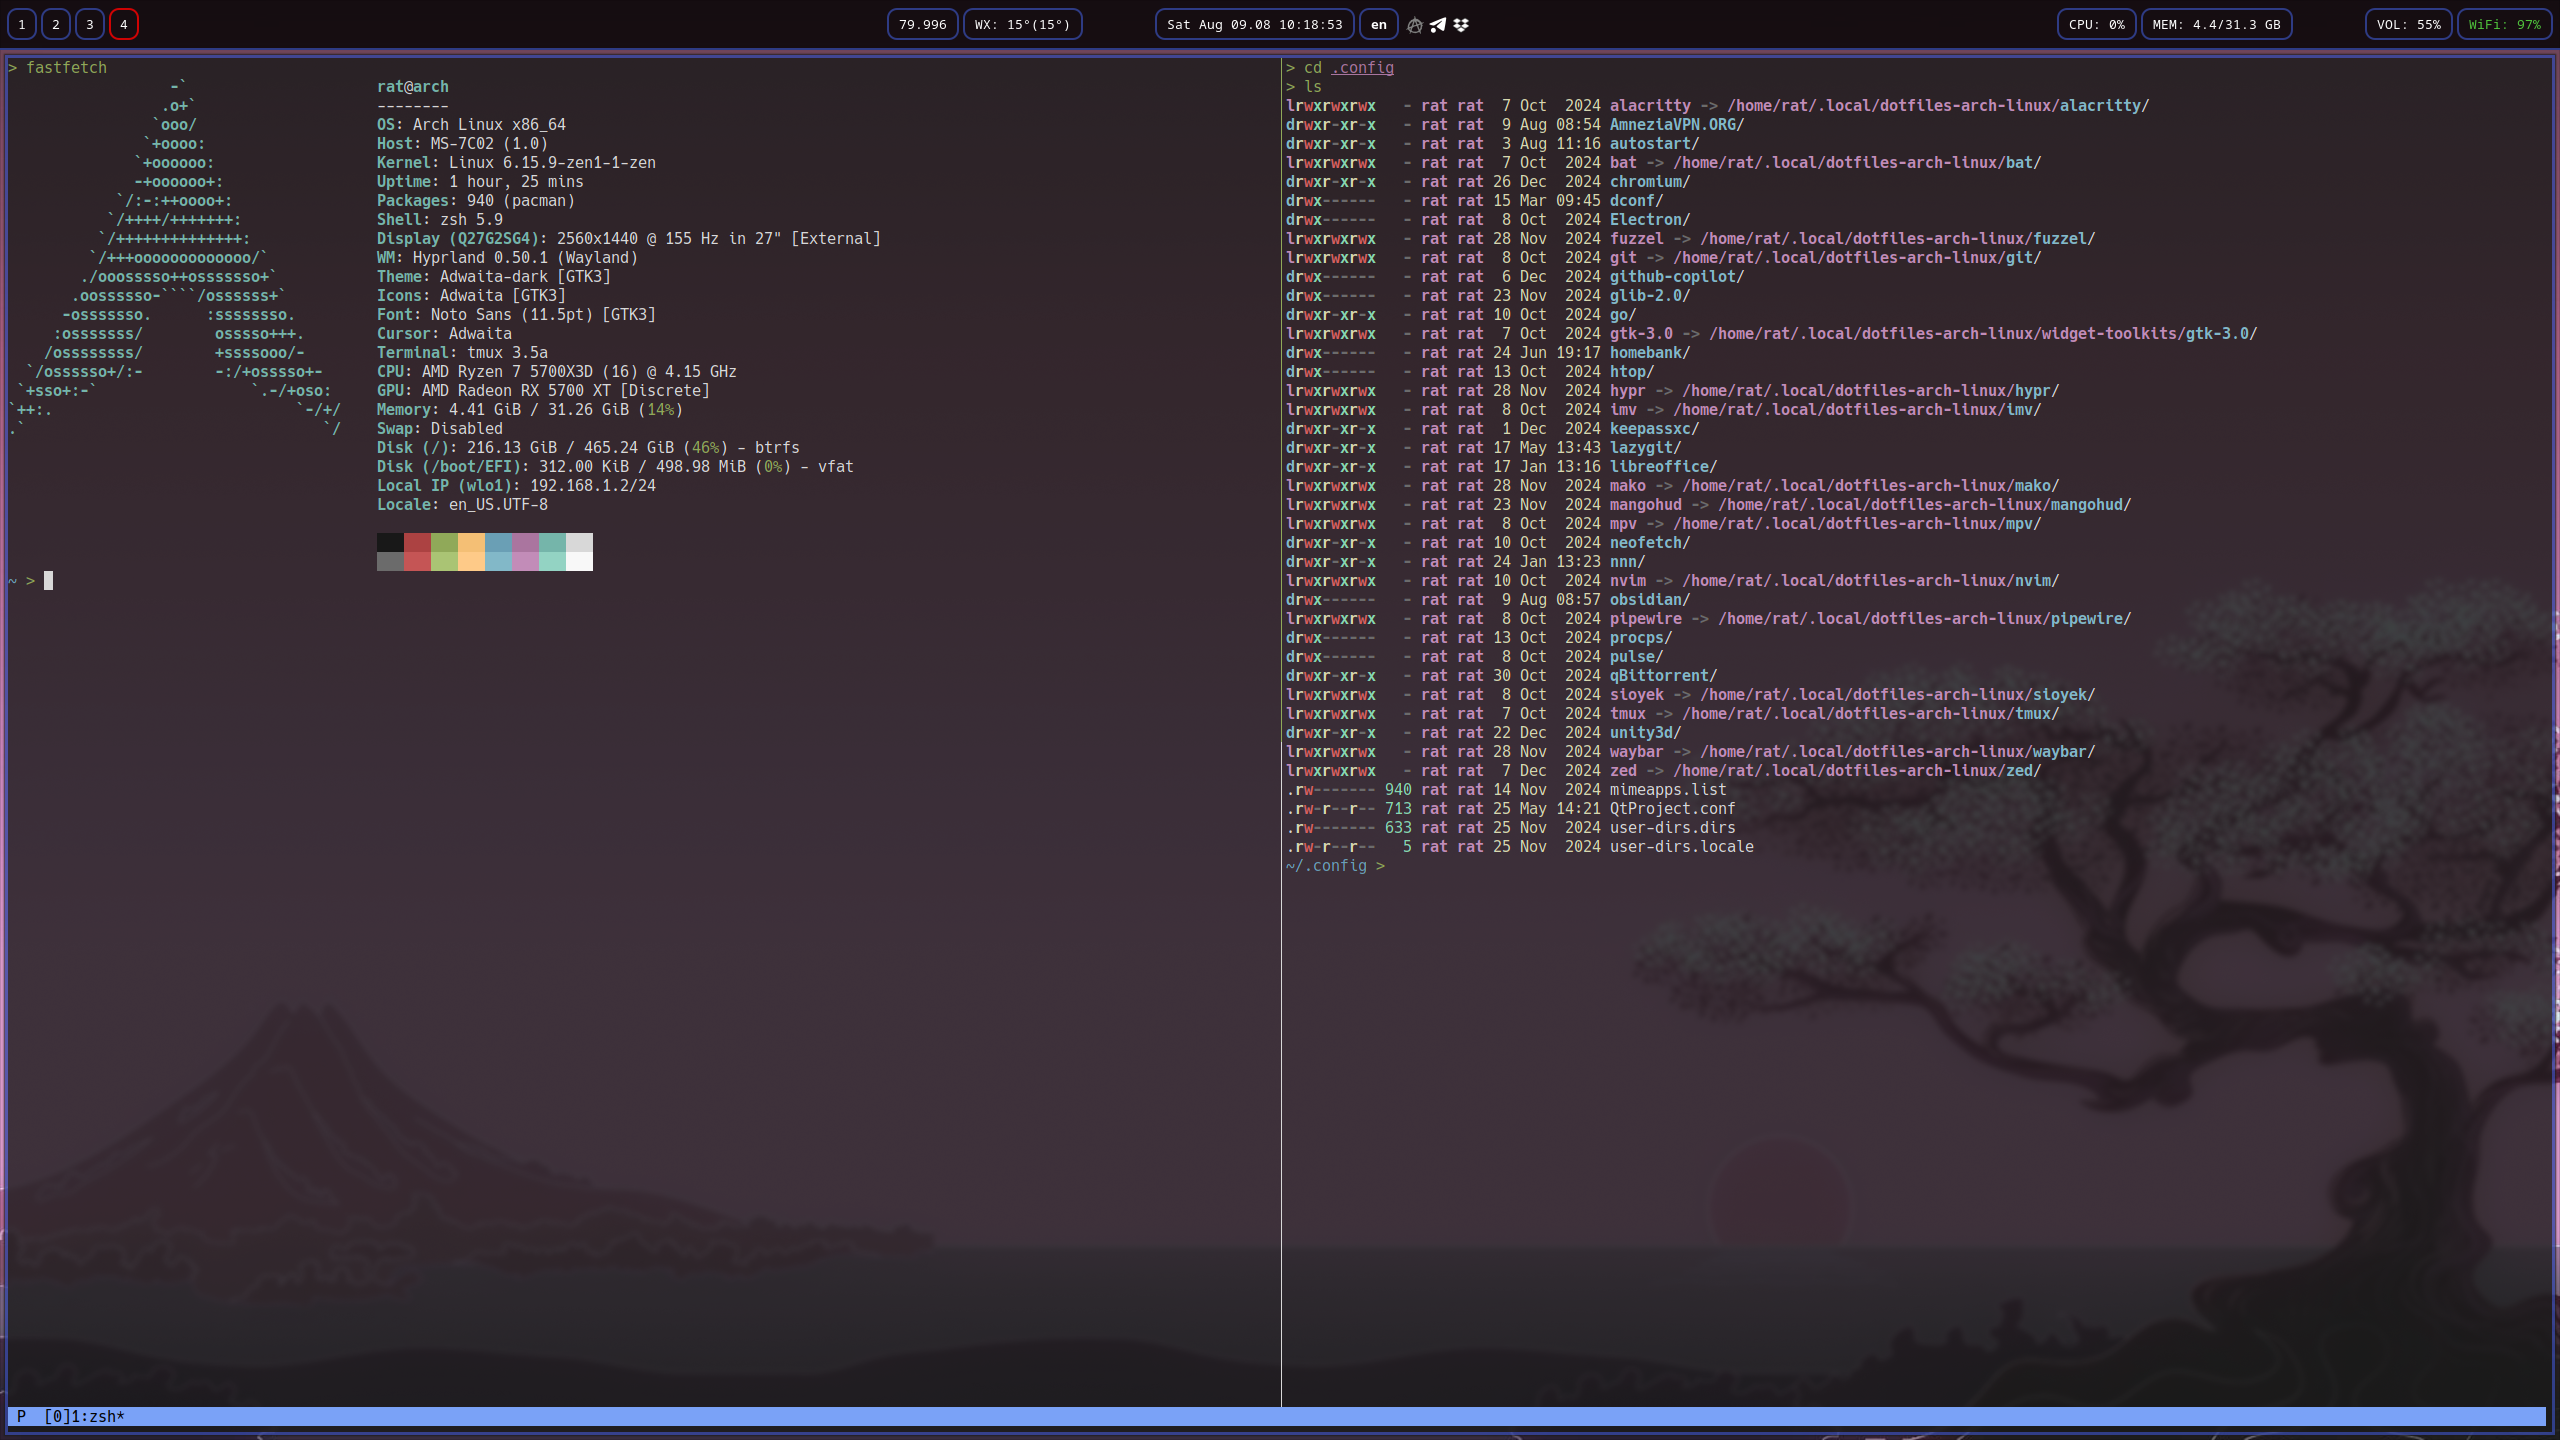 1 2 3 4 79.996 WX: 15°(15°) Sat Aug 09.08 10:18:53 en CPU: 0% MEM: 4.4/31.3 GB VOL: 55% WiFi: 97%
> fastfetch
                  -`
                 .o+`
                `ooo/
               `+oooo:
              `+oooooo:
              -+oooooo+:
            `/:-:++oooo+:
           `/++++/+++++++:
          `/++++++++++++++:
         `/+++ooooooooooooo/`
        ./ooosssso++osssssso+`
       .oossssso-````/ossssss+`
      -osssssso.      :ssssssso.
     :osssssss/        osssso+++.
    /ossssssss/        +ssssooo/-
  `/ossssso+/:-        -:/+osssso+-
 `+sso+:-`                 `.-/+oso:
`++:.                           `-/+/
.`                                 `/
rat@arch
--------
OS: Arch Linux x86_64
Host: MS-7C02 (1.0)
Kernel: Linux 6.15.9-zen1-1-zen
Uptime: 1 hour, 25 mins
Packages: 940 (pacman)
Shell: zsh 5.9
Display (Q27G2SG4): 2560x1440 @ 155 Hz in 27" [External]
WM: Hyprland 0.50.1 (Wayland)
Theme: Adwaita-dark [GTK3]
Icons: Adwaita [GTK3]
Font: Noto Sans (11.5pt) [GTK3]
Cursor: Adwaita
Terminal: tmux 3.5a
CPU: AMD Ryzen 7 5700X3D (16) @ 4.15 GHz
GPU: AMD Radeon RX 5700 XT [Discrete]
Memory: 4.41 GiB / 31.26 GiB (14%)
Swap: Disabled
Disk (/): 216.13 GiB / 465.24 GiB (46%) - btrfs
Disk (/boot/EFI): 312.00 KiB / 498.98 MiB (0%) - vfat
Local IP (wlo1): 192.168.1.2/24
Locale: en_US.UTF-8
~ >
> cd .config
> ls
lrwxrwxrwx   - rat rat  7 Oct  2024 alacritty -> /home/rat/.local/dotfiles-arch-linux/alacritty/
drwxr-xr-x   - rat rat  9 Aug 08:54 AmneziaVPN.ORG/
drwxr-xr-x   - rat rat  3 Aug 11:16 autostart/
lrwxrwxrwx   - rat rat  7 Oct  2024 bat -> /home/rat/.local/dotfiles-arch-linux/bat/
drwxr-xr-x   - rat rat 26 Dec  2024 chromium/
drwx------   - rat rat 15 Mar 09:45 dconf/
drwx------   - rat rat  8 Oct  2024 Electron/
lrwxrwxrwx   - rat rat 28 Nov  2024 fuzzel -> /home/rat/.local/dotfiles-arch-linux/fuzzel/
lrwxrwxrwx   - rat rat  8 Oct  2024 git -> /home/rat/.local/dotfiles-arch-linux/git/
drwx------   - rat rat  6 Dec  2024 github-copilot/
drwx------   - rat rat 23 Nov  2024 glib-2.0/
drwxr-xr-x   - rat rat 10 Oct  2024 go/
lrwxrwxrwx   - rat rat  7 Oct  2024 gtk-3.0 -> /home/rat/.local/dotfiles-arch-linux/widget-toolkits/gtk-3.0/
drwx------   - rat rat 24 Jun 19:17 homebank/
drwx------   - rat rat 13 Oct  2024 htop/
lrwxrwxrwx   - rat rat 28 Nov  2024 hypr -> /home/rat/.local/dotfiles-arch-linux/hypr/
lrwxrwxrwx   - rat rat  8 Oct  2024 imv -> /home/rat/.local/dotfiles-arch-linux/imv/
drwxr-xr-x   - rat rat  1 Dec  2024 keepassxc/
drwxr-xr-x   - rat rat 17 May 13:43 lazygit/
drwxr-xr-x   - rat rat 17 Jan 13:16 libreoffice/
lrwxrwxrwx   - rat rat 28 Nov  2024 mako -> /home/rat/.local/dotfiles-arch-linux/mako/
lrwxrwxrwx   - rat rat 23 Nov  2024 mangohud -> /home/rat/.local/dotfiles-arch-linux/mangohud/
lrwxrwxrwx   - rat rat  8 Oct  2024 mpv -> /home/rat/.local/dotfiles-arch-linux/mpv/
drwxr-xr-x   - rat rat 10 Oct  2024 neofetch/
drwxr-xr-x   - rat rat 24 Jan 13:23 nnn/
lrwxrwxrwx   - rat rat 10 Oct  2024 nvim -> /home/rat/.local/dotfiles-arch-linux/nvim/
drwx------   - rat rat  9 Aug 08:57 obsidian/
lrwxrwxrwx   - rat rat  8 Oct  2024 pipewire -> /home/rat/.local/dotfiles-arch-linux/pipewire/
drwx------   - rat rat 13 Oct  2024 procps/
drwx------   - rat rat  8 Oct  2024 pulse/
drwxr-xr-x   - rat rat 30 Oct  2024 qBittorrent/
lrwxrwxrwx   - rat rat  8 Oct  2024 sioyek -> /home/rat/.local/dotfiles-arch-linux/sioyek/
lrwxrwxrwx   - rat rat  7 Oct  2024 tmux -> /home/rat/.local/dotfiles-arch-linux/tmux/
drwxr-xr-x   - rat rat 22 Dec  2024 unity3d/
lrwxrwxrwx   - rat rat 28 Nov  2024 waybar -> /home/rat/.local/dotfiles-arch-linux/waybar/
lrwxrwxrwx   - rat rat  7 Dec  2024 zed -> /home/rat/.local/dotfiles-arch-linux/zed/
.rw------- 940 rat rat 14 Nov  2024 mimeapps.list
.rw-r--r-- 713 rat rat 25 May 14:21 QtProject.conf
.rw------- 633 rat rat 25 Nov  2024 user-dirs.dirs
.rw-r--r--   5 rat rat 25 Nov  2024 user-dirs.locale
~/.config >
P  [0]1:zsh*